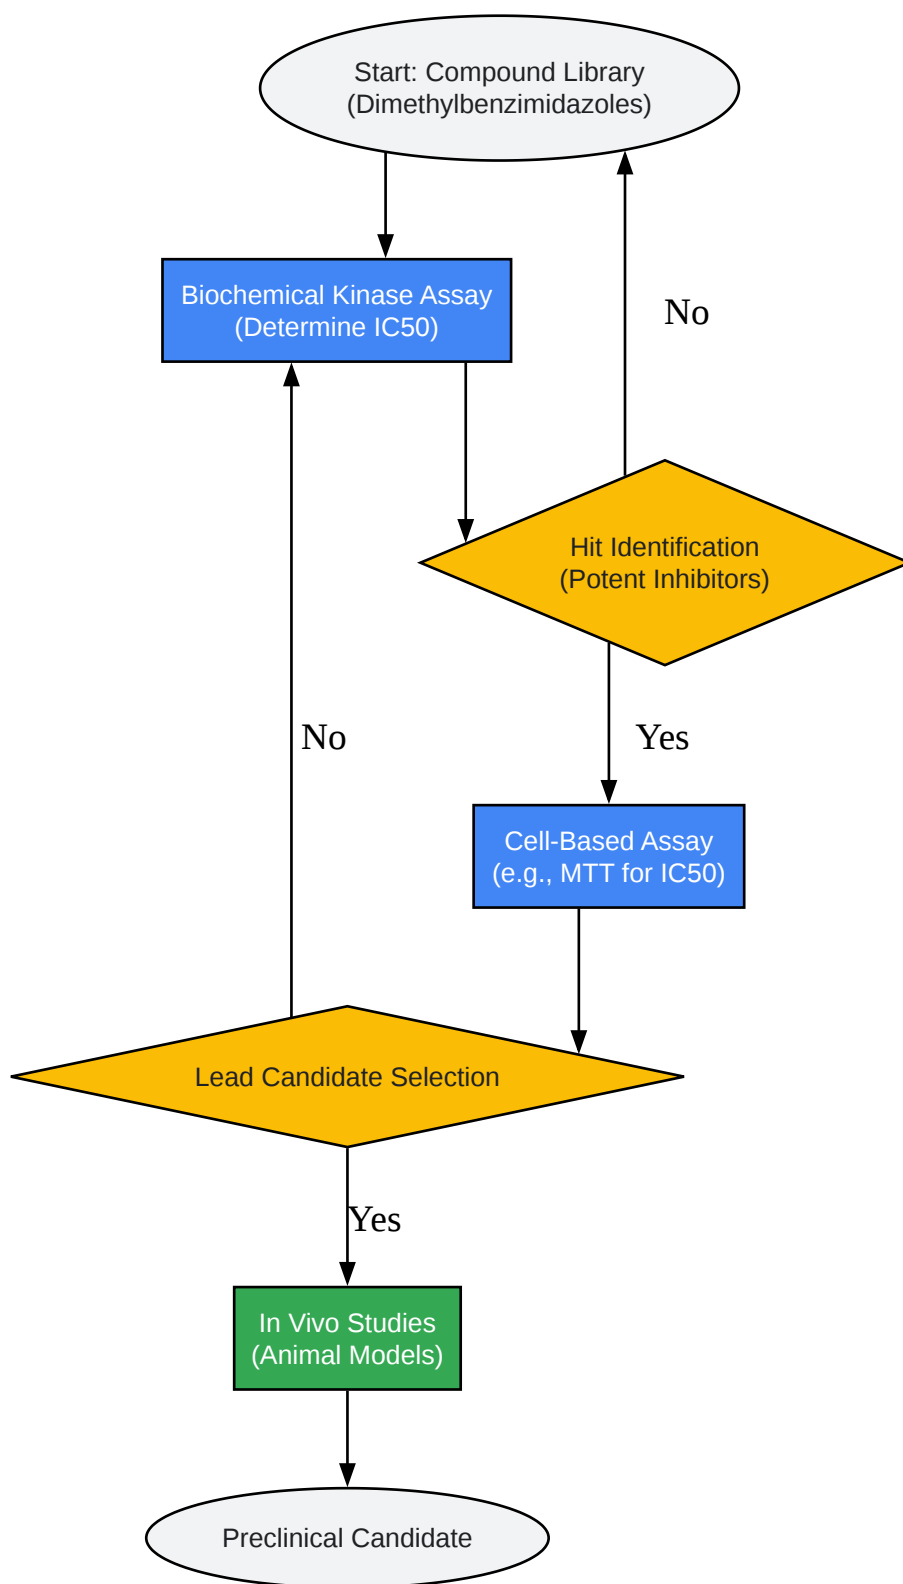 Start: Compound Library
(Dimethylbenzimidazoles)
Biochemical Kinase Assay
(Determine IC50)
No
Hit Identification
(Potent Inhibitors)
No
Yes
Cell-Based Assay
(e.g., MTT for IC50)
Lead Candidate Selection
Yes
In Vivo Studies
(Animal Models)
Preclinical Candidate